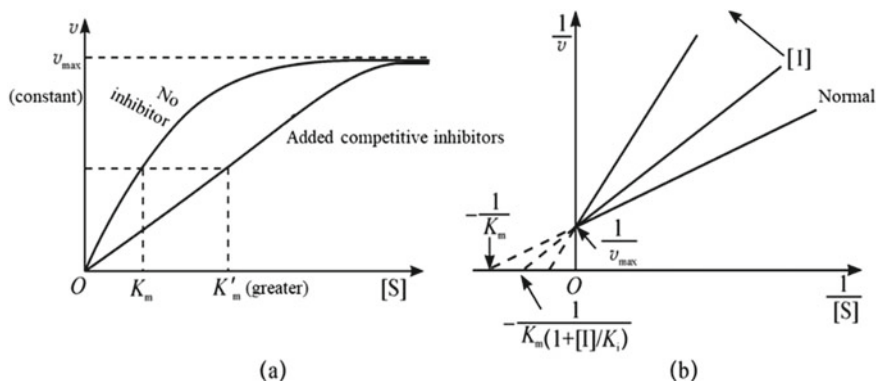 v
v_max
(constant)
No
inhibitor
Added competitive inhibitors
O
K_m
K'_m (greater)
[S]
(a)
1/v
[I]
Normal
-1/K_m
1/v_max
O
1/[S]
-1/K_m(1+[I]/K_i)
(b)